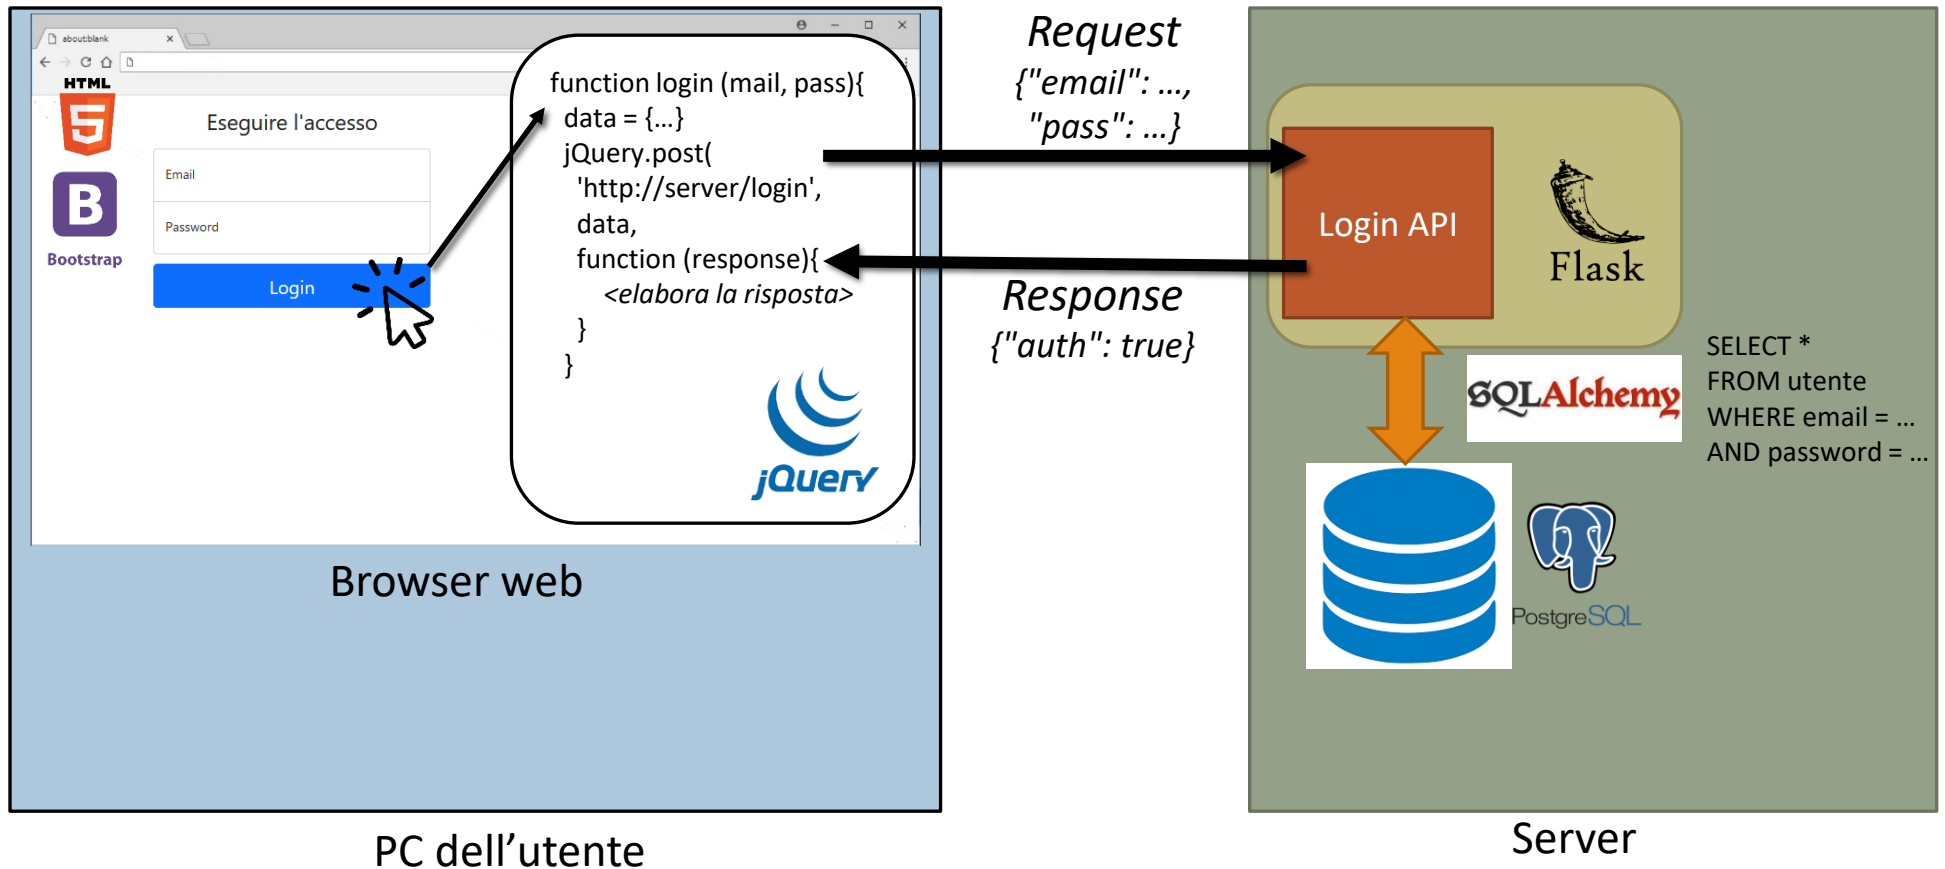 about:blank
HTML
Eseguire l'accesso
Email
Password
Login
Bootstrap
function login (mail, pass){
data = {...}
jQuery.post(
'http://server/login',
data,
function (response){
<elabora la risposta>
}
}
jQuery
Browser web
PC dell’utente
Request
{"email": ...,
"pass": ...}
Response
{"auth": true}
Login API
Flask
SQLAlchemy
SELECT *
FROM utente
WHERE email = ...
AND password = ...
PostgreSQL
Server